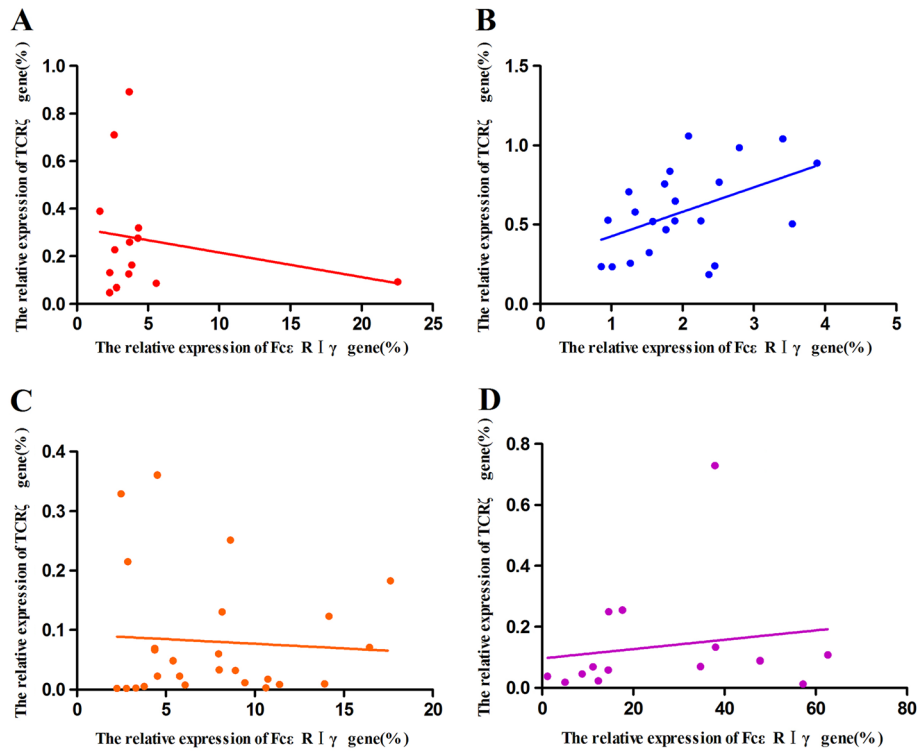 A
The relative expression of TCRζ gene(%)
1.0
0.8
0.6
0.4
0.2
0.0
0 5 10 15 20 25
The relative expression of Fcε R Ⅰ γ gene(%)
B
The relative expression of TCRζ gene(%)
1.5
1.0
0.5
0.0
0 1 2 3 4 5
The relative expression of Fcε R Ⅰ γ gene(%)
C
The relative expression of TCRζ gene(%)
0.4
0.3
0.2
0.1
0.0
0 5 10 15 20
The relative expression of Fcε R Ⅰ γ gene(%)
D
The relative expression of TCRζ gene(%)
0.8
0.6
0.4
0.2
0.0
0 20 40 60 80
The relative expression of Fcε R Ⅰ γ gene(%)